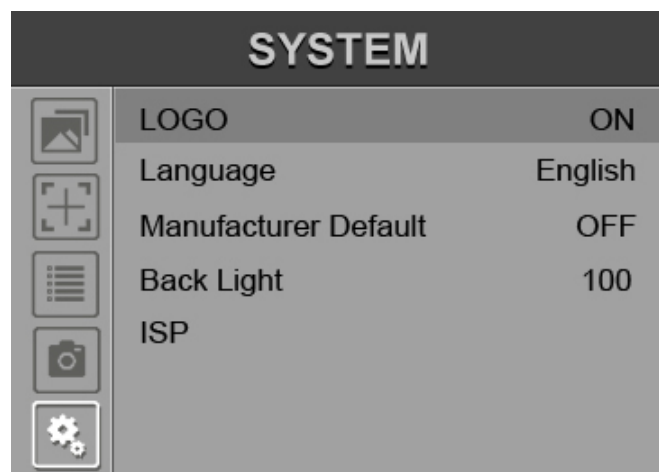 SYSTEM
LOGO ON
Language English
Manufacturer Default OFF
Back Light 100
ISP